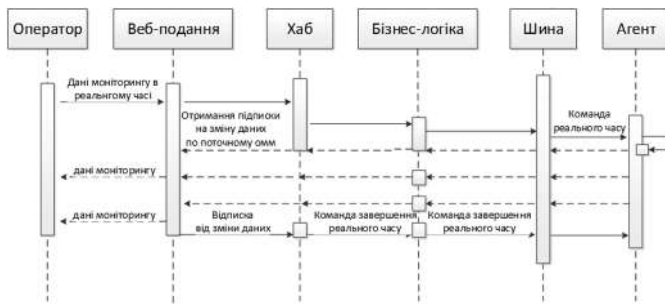 Оператор
Веб-подання
Хаб
Бізнес-логіка
Шина
Агент
Дані моніторингу в
реальнгому часі
Отримання підписки
на зміну даних
по поточному омм
Команда
реального часу
дані моніторингу
дані моніторингу
Відписка
від зміни даних
Команда завершення
реального часу
Команда завершення
реального часу